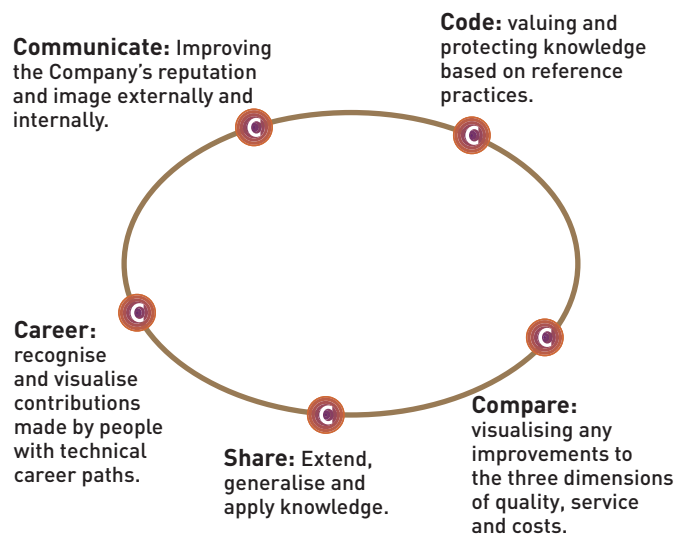 Communicate: Improving
the Company's reputation
and image externally and
internally.
Code: valuing and
protecting knowledge
based on reference
practices.
C
C
C
C
C
Career:
recognise
and visualise
contributions
made by people
with technical
career paths.
Share: Extend,
generalise and
apply knowledge.
Compare:
visualising any
improvements to
the three dimensions
of quality, service
and costs.